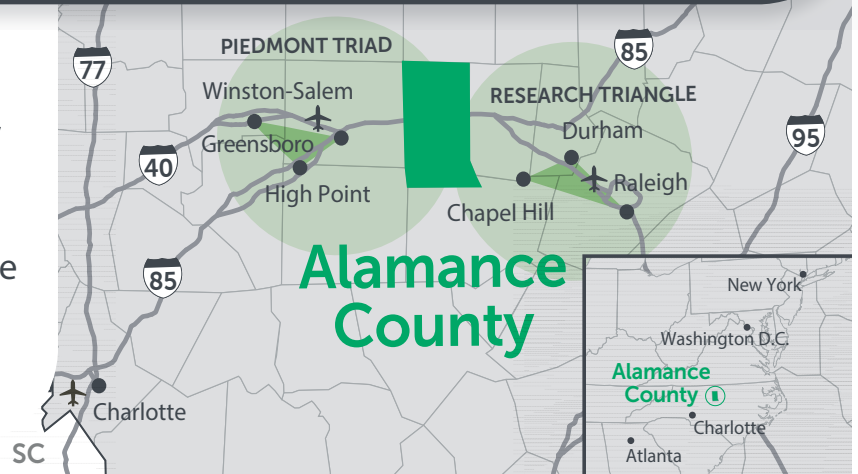 77
PIEDMONT TRIAD
85
Winston-Salem
RESEARCH TRIANGLE
95
Durham
Greensboro
40
High Point
Raleigh
Chapel Hill
Alamance
County
e
85
New York
Washington D.C.
Alamance
County
Charlotte
Charlotte
SC
Atlanta